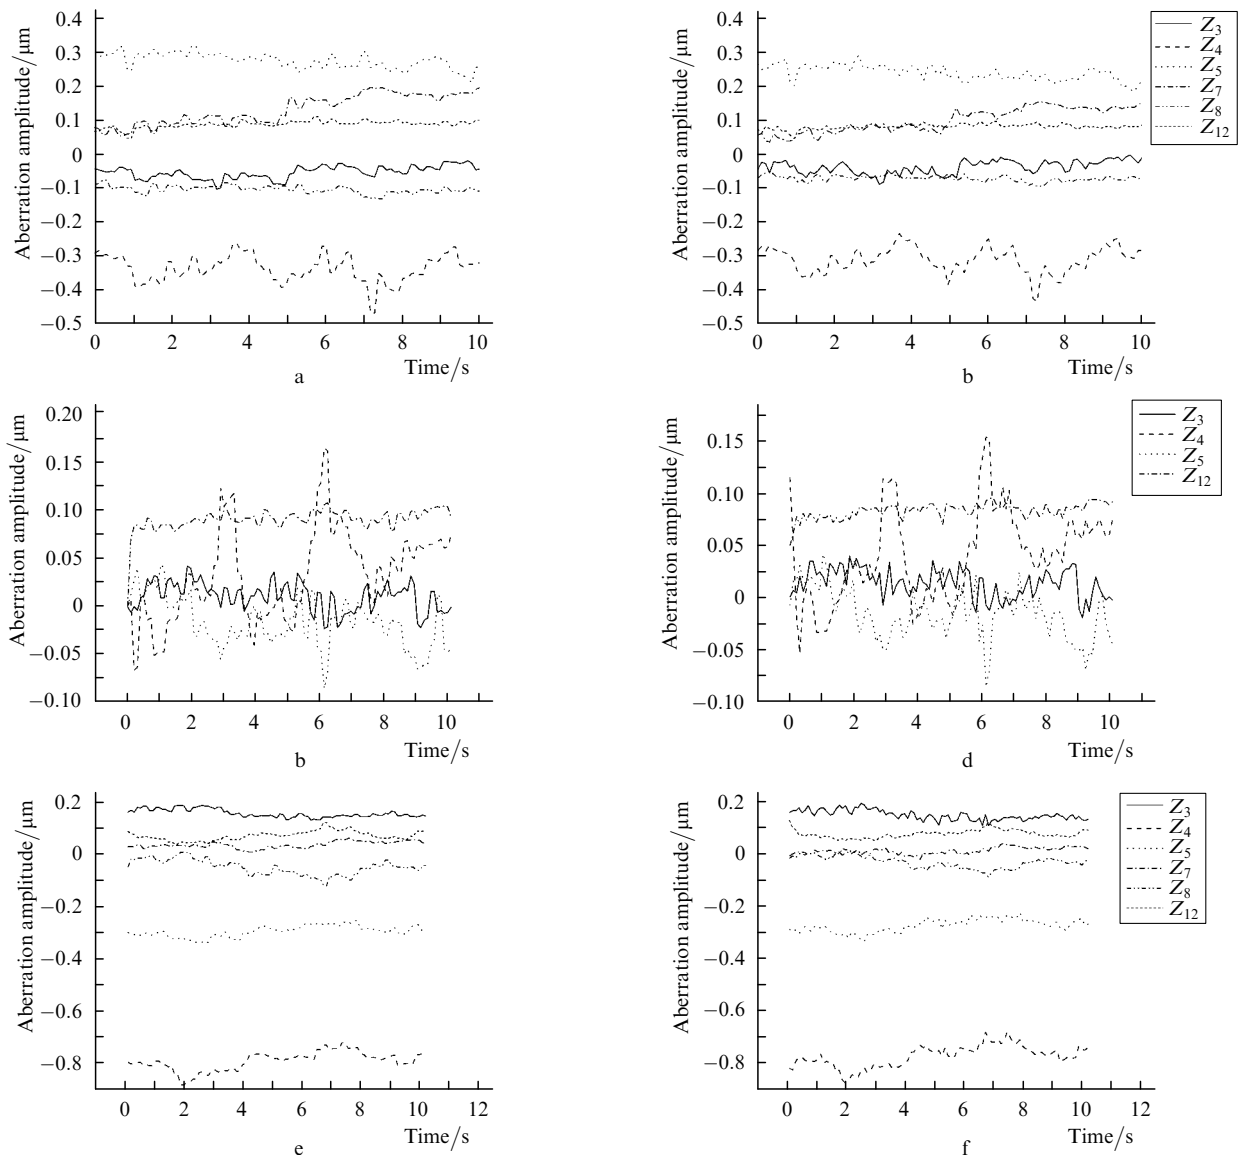 Aberration amplitude/μm
0.4
0.3
0.2
0.1
0
−0.1
−0.2
−0.3
−0.4
−0.5
0 2 4 6 8 10
Time/s
a
Aberration amplitude/μm
0.4
0.3
0.2
0.1
0
−0.1
−0.2
−0.3
−0.4
−0.5
0 2 4 6 8 10
Time/s
b
Z3
Z4
Z5
Z7
Z8
Z12
Aberration amplitude/μm
0.20
0.15
0.10
0.05
0
−0.05
−0.10
0 2 4 6 8 10
Time/s
b
Aberration amplitude/μm
0.15
0.10
0.05
0
−0.05
−0.10
0 2 4 6 8 10
Time/s
d
Z3
Z4
Z5
Z12
Aberration amplitude/μm
0.2
0
−0.2
−0.4
−0.6
−0.8
0 2 4 6 8 10 12
Time/s
e
Aberration amplitude/μm
0.2
0
−0.2
−0.4
−0.6
−0.8
0 2 4 6 8 10 12
Time/s
f
Z3
Z4
Z5
Z7
Z8
Z12